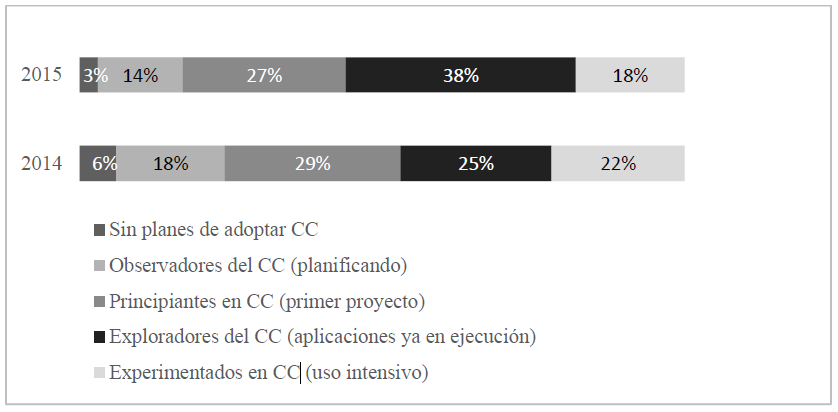 2015 3% 14% 27% 38% 18%
2014 6% 18% 29% 25% 22%
Sin planes de adoptar CC
Observadores del CC (planificando)
Principiantes en CC (primer proyecto)
Exploradores del CC (aplicaciones ya en ejecución)
Experimentados en CC (uso intensivo)